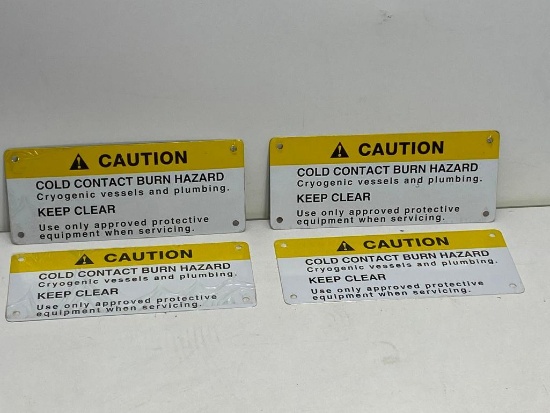 CAUTION
COLD CONTACT BURN HAZARD
Cryogenic vessels and plumbing.
KEEP CLEAR
Use only approved protective
equipment when servicing.
CAUTION
COLD CONTACT BURN HAZARD
Cryogenic vessels and plumbing.
KEEP CLEAR
Use only approved protective
equipment when servicing.
CAUTION
COLD CONTACT BURN HAZARD
Cryogenic vessels and plumbing.
KEEP CLEAR
Use only approved protective
equipment when servicing.
CAUTION
COLD CONTACT BURN HAZARD
Cryogenic vessels and plumbing.
KEEP CLEAR
Use only approved protective
equipment when servicing.